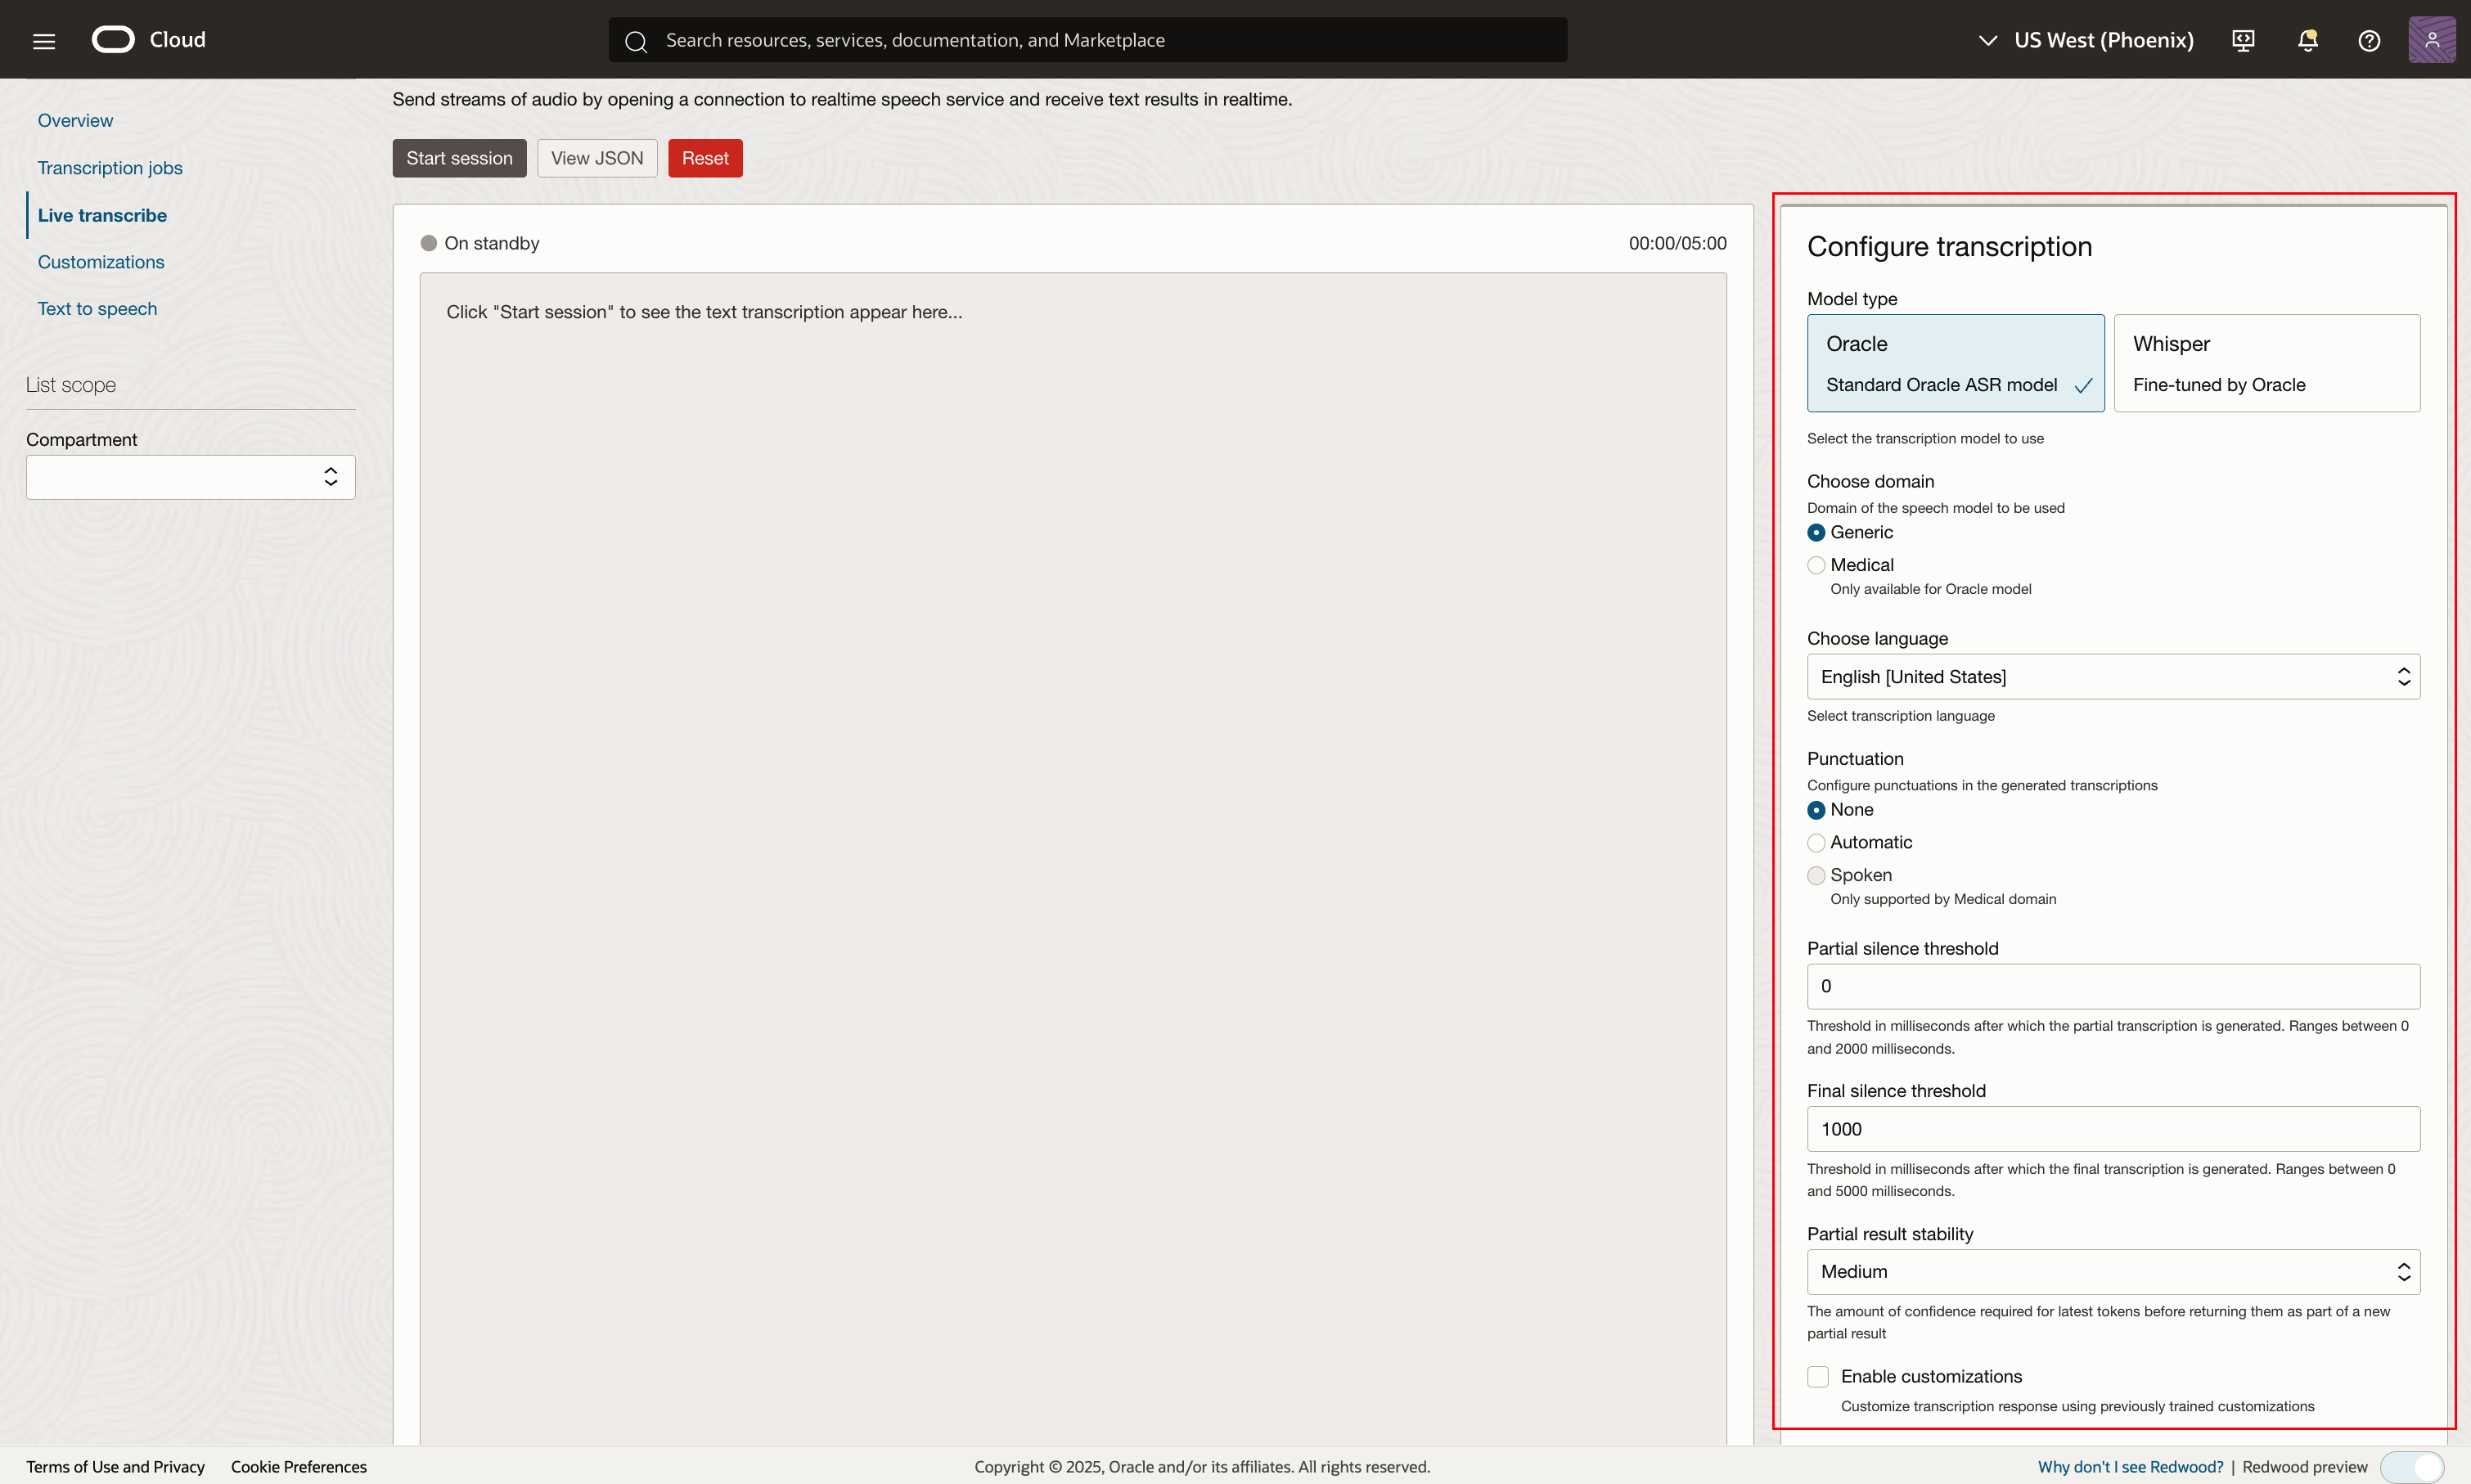 Cloud
Search resources, services, documentation, and Marketplace
US West (Phoenix)
Overview
Transcription jobs
Live transcribe
Customizations
Text to speech
List scope
Compartment
Send streams of audio by opening a connection to realtime speech service and receive text results in realtime.
Start session
View JSON
Reset
On standby
00:00/05:00
Click "Start session" to see the text transcription appear here...
Configure transcription
Model type
Oracle
Standard Oracle ASR model
Whisper
Fine-tuned by Oracle
Select the transcription model to use
Choose domain
Domain of the speech model to be used
Generic
Medical
Only available for Oracle model
Choose language
English [United States]
Select transcription language
Punctuation
Configure punctuations in the generated transcriptions
None
Automatic
Spoken
Only supported by Medical domain
Partial silence threshold
0
Threshold in milliseconds after which the partial transcription is generated. Ranges between 0
and 2000 milliseconds.
Final silence threshold
1000
Threshold in milliseconds after which the final transcription is generated. Ranges between 0
and 5000 milliseconds.
Partial result stability
Medium
The amount of confidence required for latest tokens before returning them as part of a new
partial result
Enable customizations
Customize transcription response using previously trained customizations
Terms of Use and Privacy
Cookie Preferences
Copyright © 2025, Oracle and/or its affiliates. All rights reserved.
Why don't I see Redwood? | Redwood preview